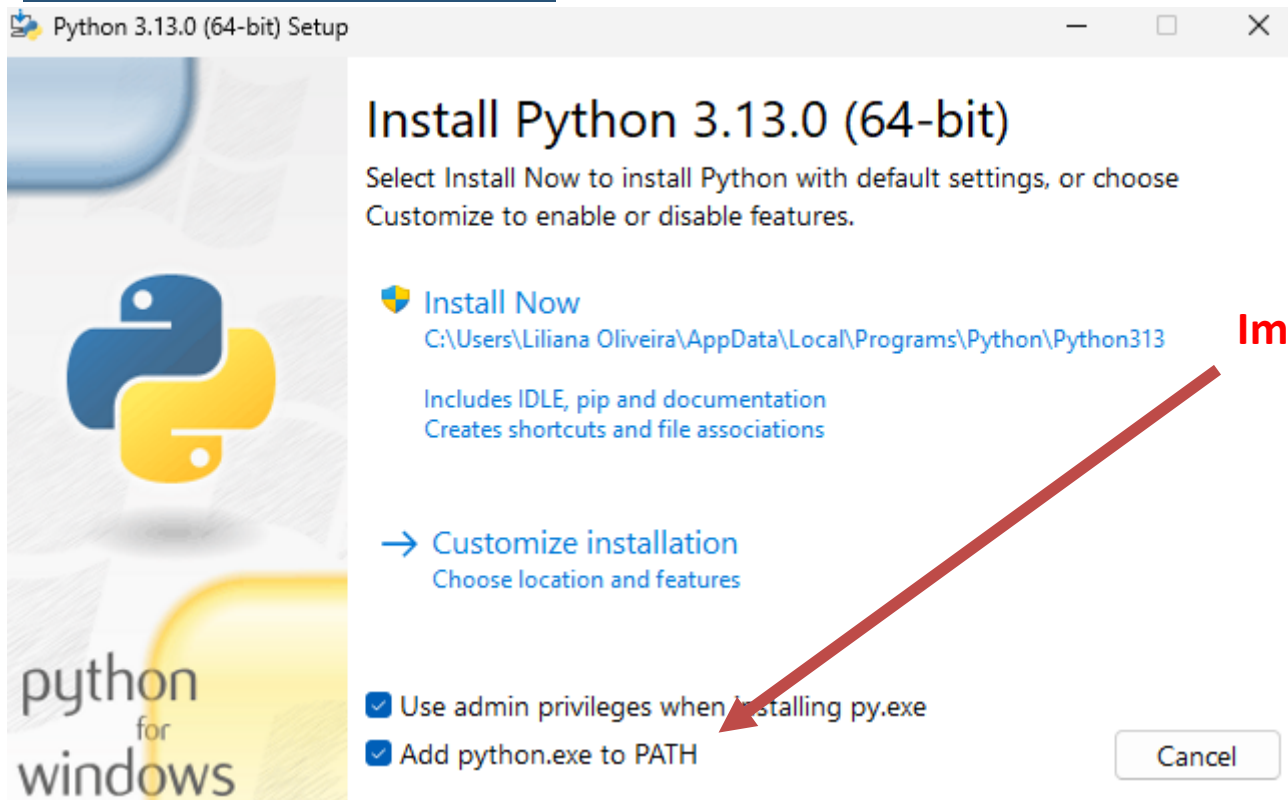 Python 3.13.0 (64-bit) Setup
Install Python 3.13.0 (64-bit)
Select Install Now to install Python with default settings, or choose
Customize to enable or disable features.
Install Now
C:\Users\Liliana Oliveira\AppData\Local\Programs\Python\Python313
Im
Includes IDLE, pip and documentation
Creates shortcuts and file associations
Customize installation
Choose location and features
Use admin privileges when installing py.exe
Add python.exe to PATH
Cancel
python
for
windows